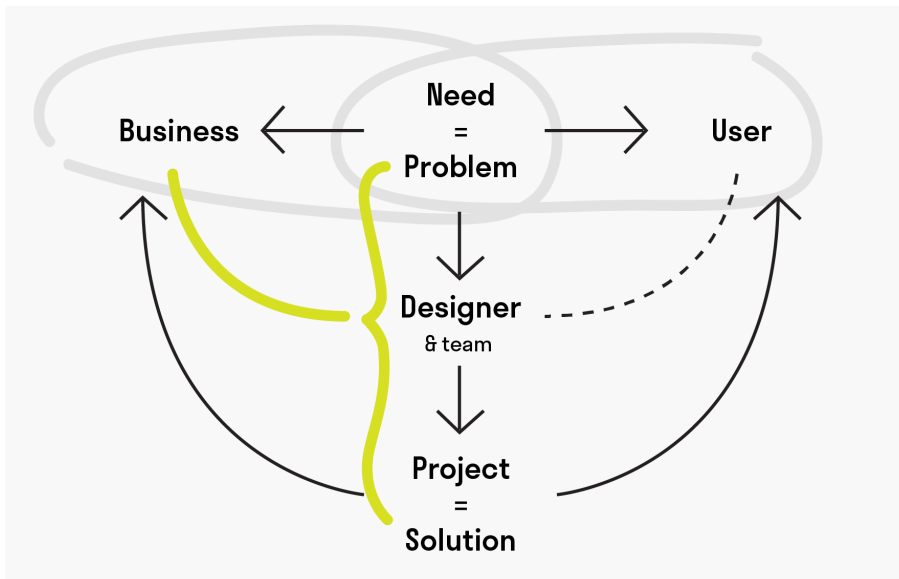 Need
Business
=
User
Problem
Designer
& team
Project
=
Solution